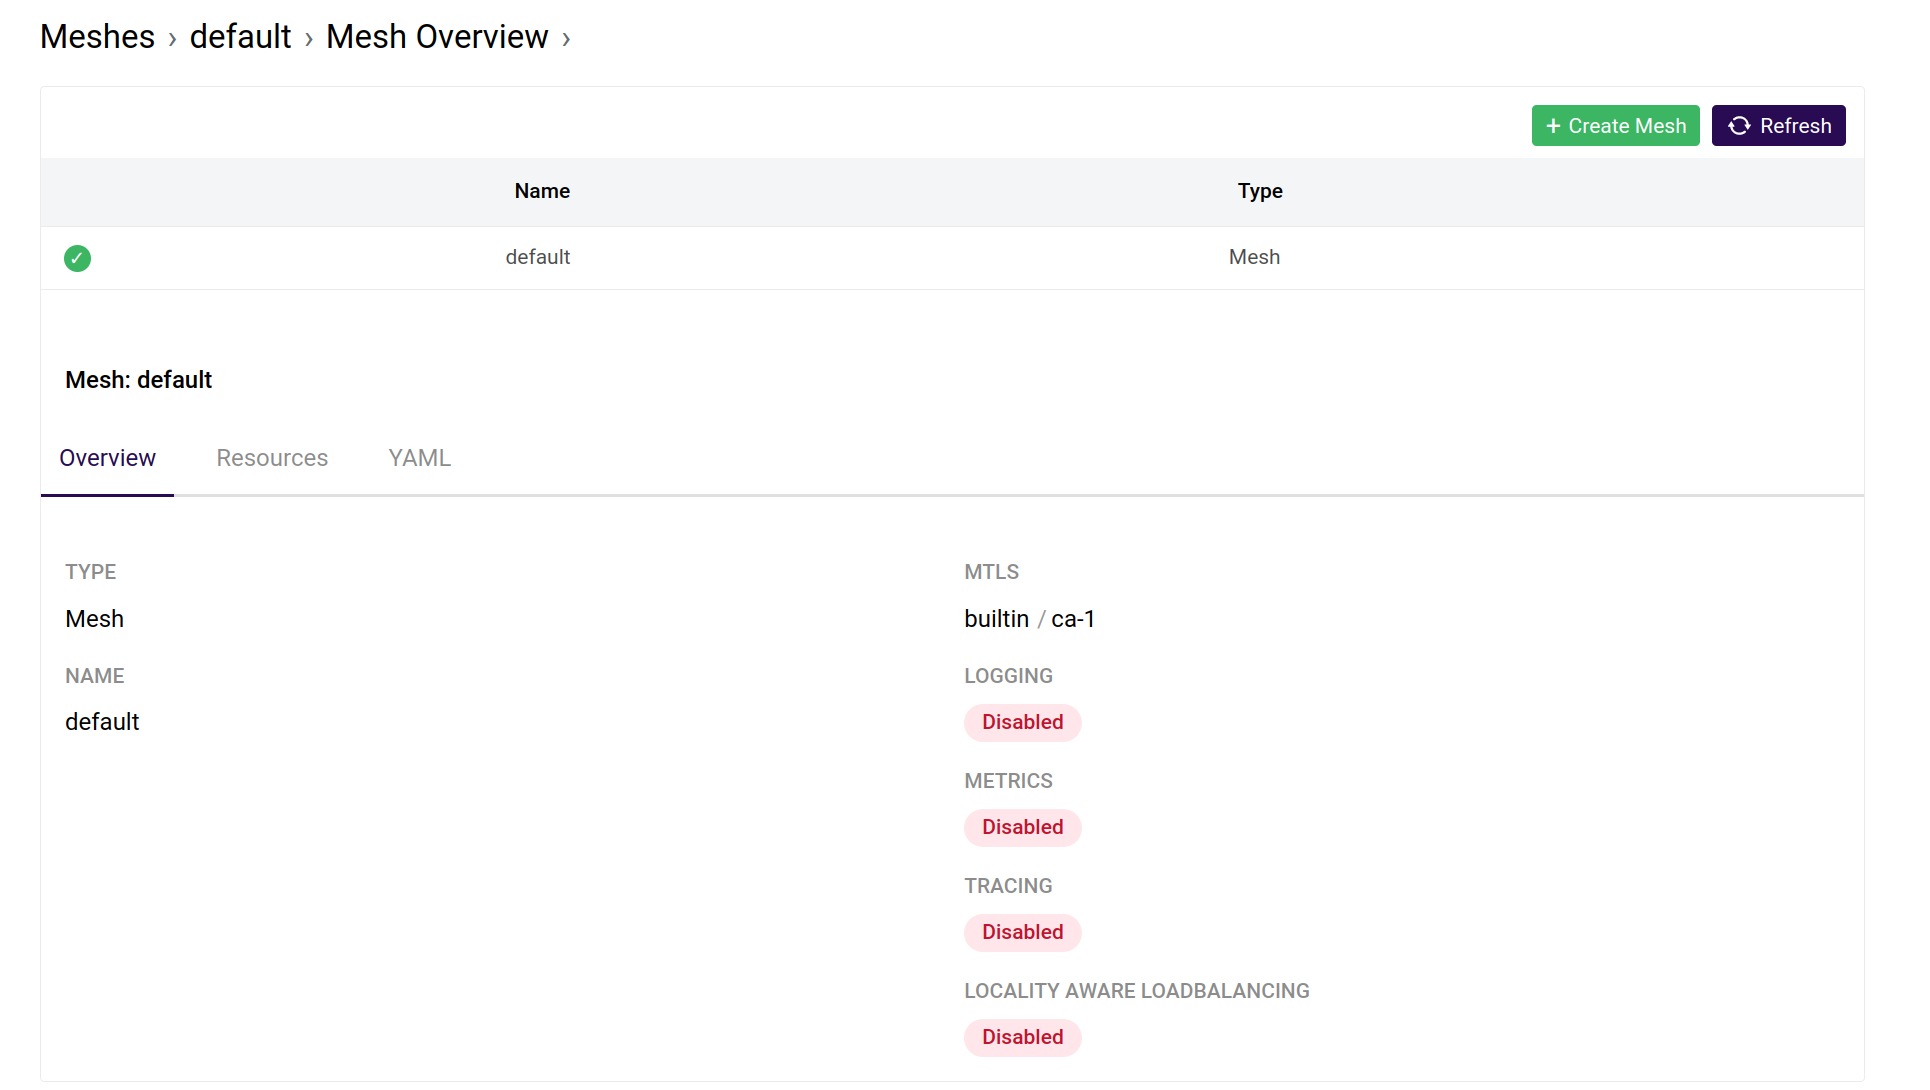 Meshes › default › Mesh Overview ›
+ Create Mesh Refresh
Name Type
✓ default Mesh
Mesh: default
Overview Resources YAML
TYPE
Mesh
NAME
default
MTLS
builtin / ca-1
LOGGING
Disabled
METRICS
Disabled
TRACING
Disabled
LOCALITY AWARE LOADBALANCING
Disabled